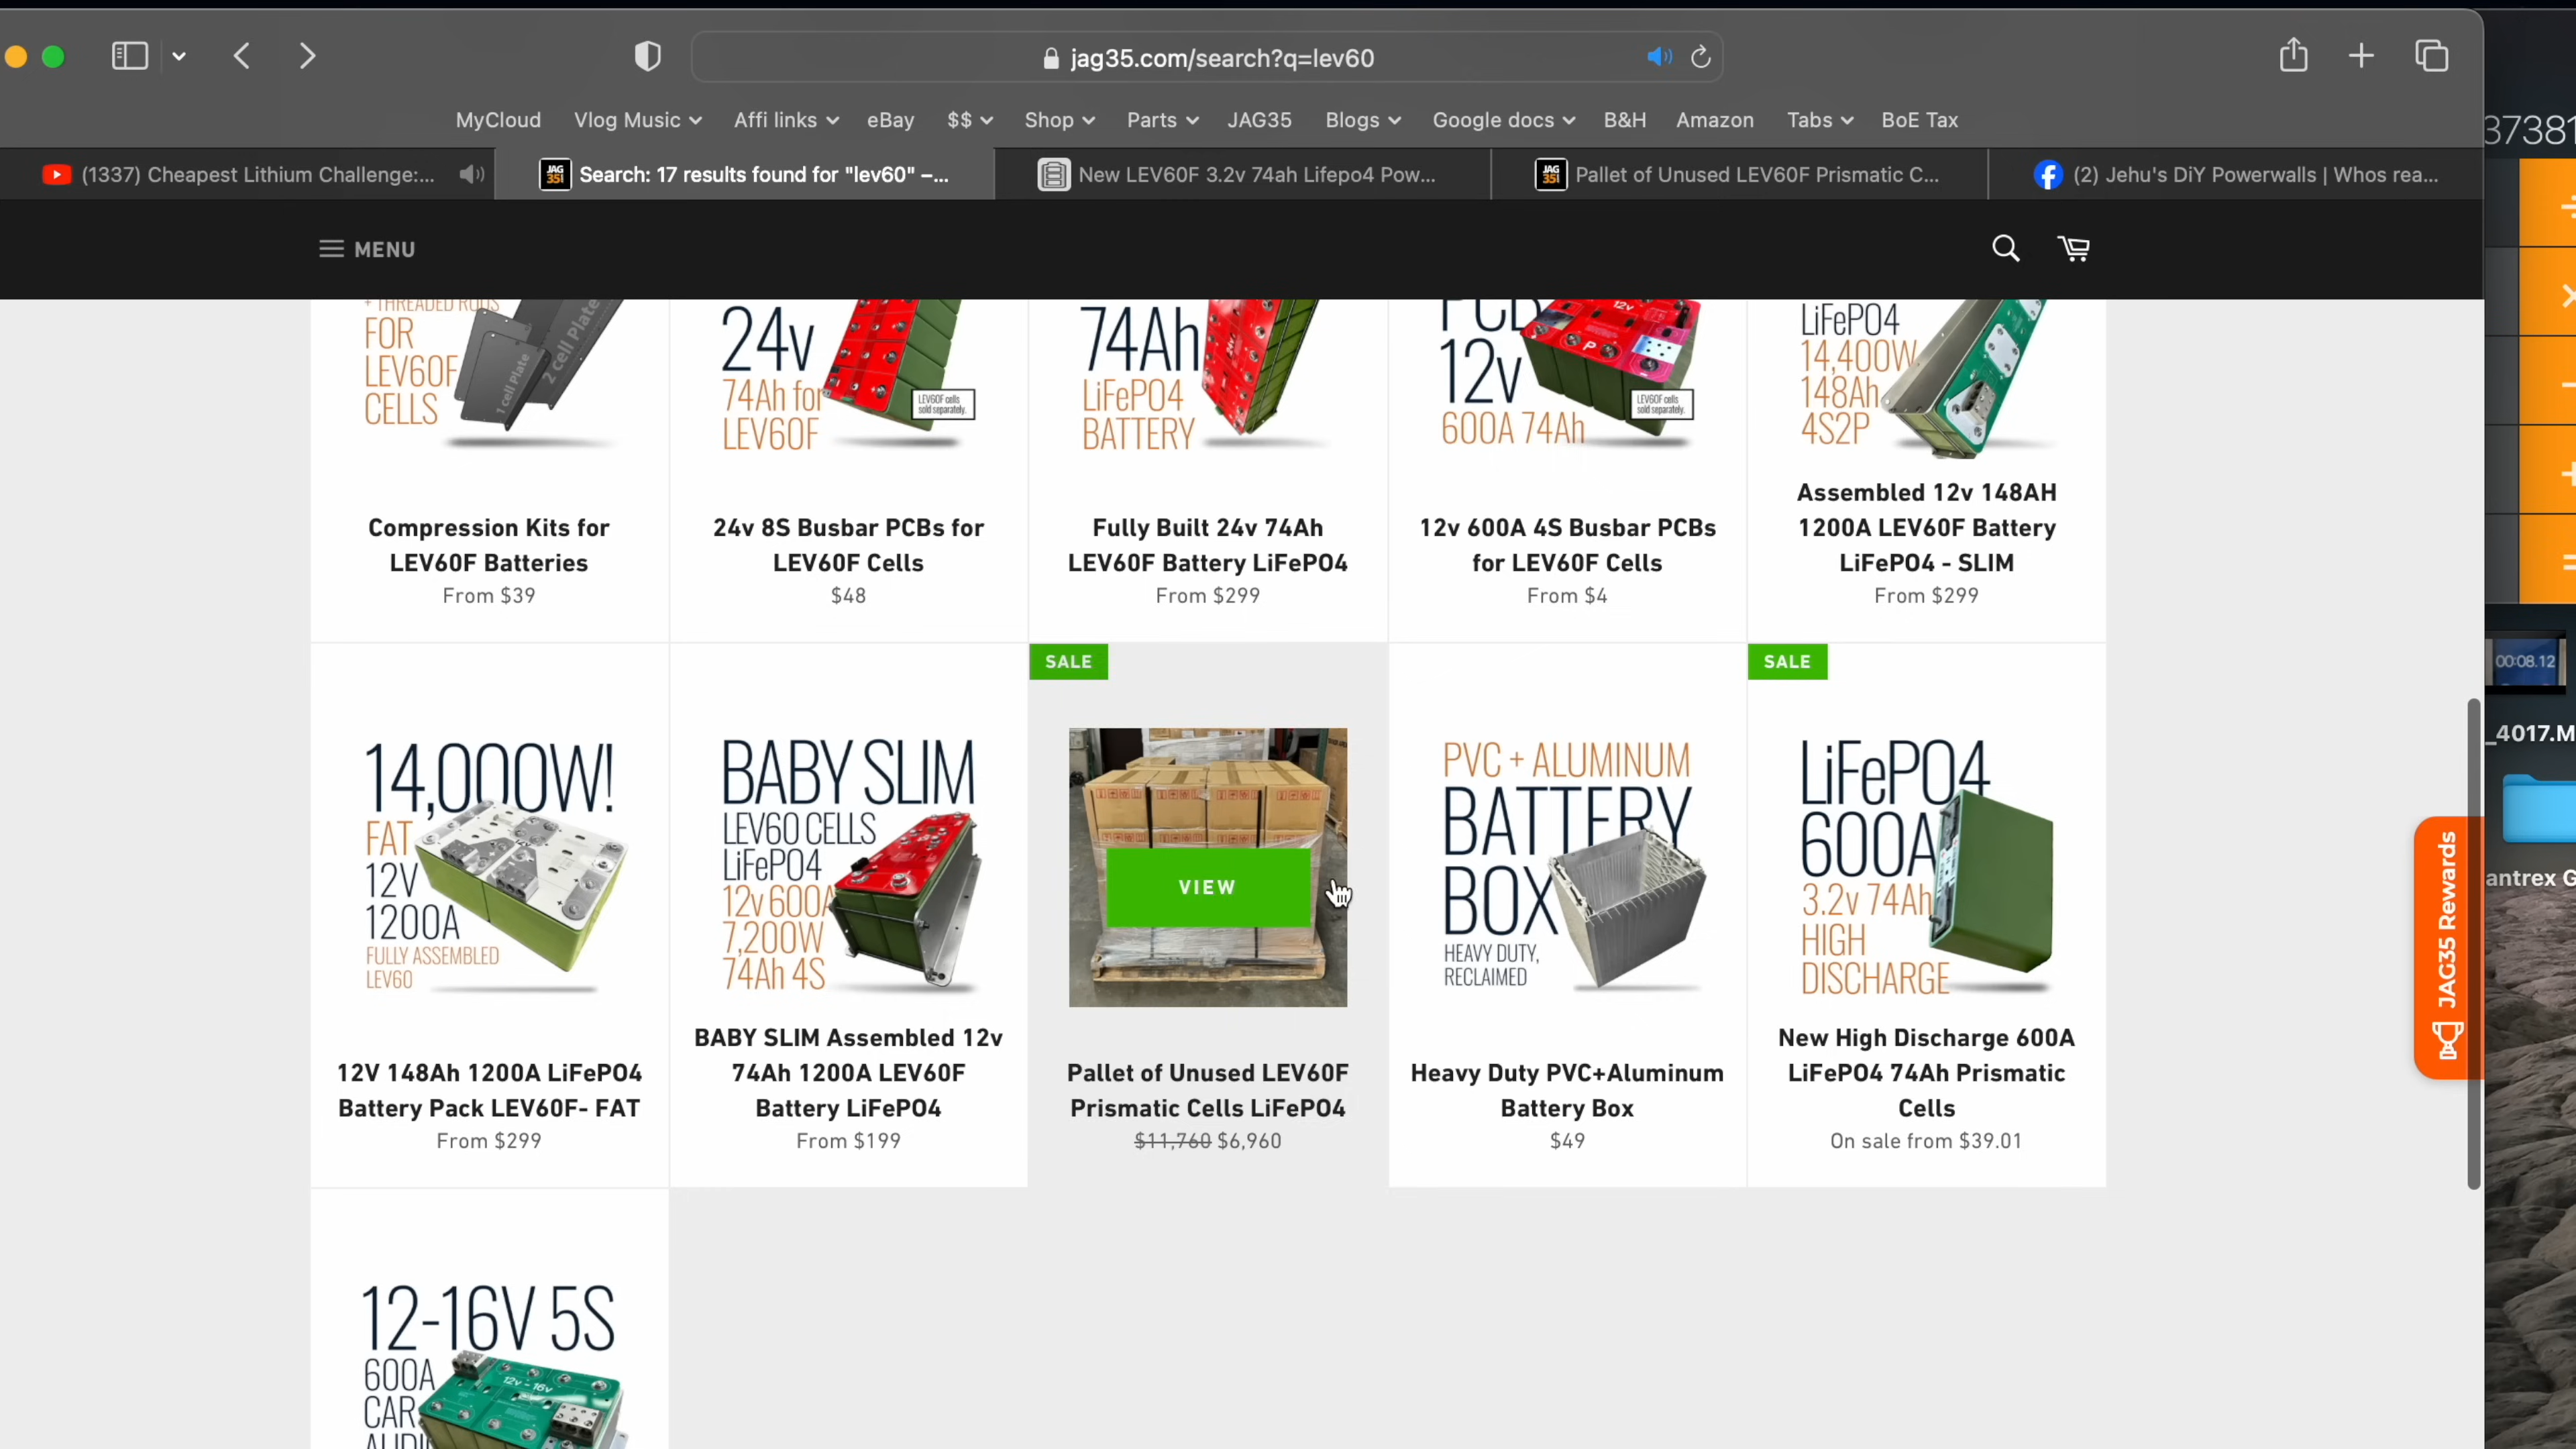 jag35.com/search?q=lev60
MyCloud Vlog Music Affi links eBay $$ Shop Parts JAG35 Blogs Google docs B&H Amazon Tabs BoE Tax
(1337) Cheapest Lithium Challenge:... Search: 17 results found for "lev60" –... New LEV60F 3.2v 74ah Lifepo4 Pow... Pallet of Unused LEV60F Prismatic C... (2) Jehu's DiY Powerwalls | Whos rea...
37381
MENU
+ THREADED RODS
FOR
LEV60F
CELLS
1 cell Plate
2 cell Plate
Compression Kits for
LEV60F Batteries
From $39
24v
74Ah for
LEV60F
LEV60F cells
sold separately.
24v 8S Busbar PCBs for
LEV60F Cells
$48
74Ah
LiFePO4
BATTERY
Fully Built 24v 74Ah
LEV60F Battery LiFePO4
From $299
PCB
12v
600A 74Ah
12v
P
LEV60F cells
sold separately.
12v 600A 4S Busbar PCBs
for LEV60F Cells
From $4
LiFePO4
14,400W
148Ah
4S2P
Assembled 12v 148AH
1200A LEV60F Battery
LiFePO4 - SLIM
From $299
14,000W!
FAT
12V
1200A
FULLY ASSEMBLED
LEV60
12V 148Ah 1200A LiFePO4
Battery Pack LEV60F- FAT
From $299
BABY SLIM
LEV60 CELLS
LiFePO4
12v 600A
7,200W
74Ah 4S
BABY SLIM Assembled 12v
74Ah 1200A LEV60F
Battery LiFePO4
From $199
SALE
VIEW
Pallet of Unused LEV60F
Prismatic Cells LiFePO4
$11,760 $6,960
PVC + ALUMINUM
BATTERY
BOX
HEAVY DUTY,
RECLAIMED
Heavy Duty PVC+Aluminum
Battery Box
$49
SALE
LiFePO4
600A
3.2v 74Ah
HIGH
DISCHARGE
New High Discharge 600A
LiFePO4 74Ah Prismatic
Cells
On sale from $39.01
12-16V 5S
600A
CAR
AUDIO
12v - 16v
JAG35 Rewards
00:08.12
_4017.M
antrex G